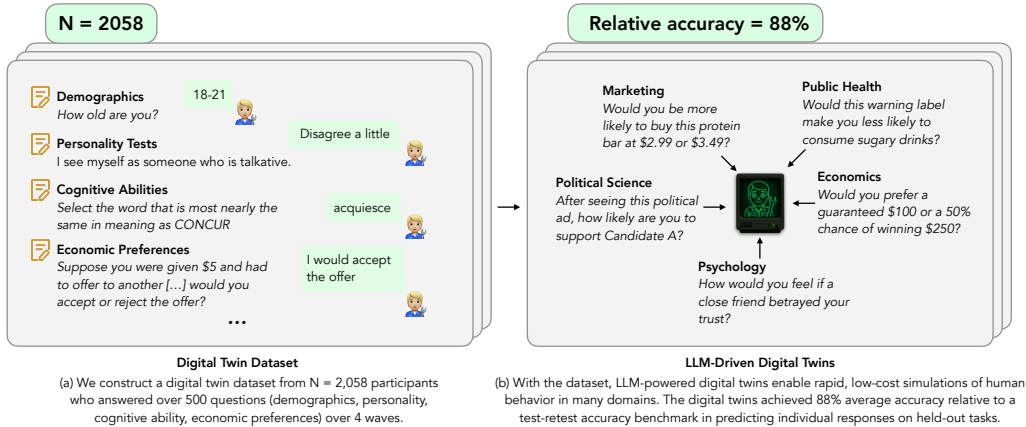 N = 2058
Demographics
How old are you?
18-21
Personality Tests
I see myself as someone who is talkative.
Disagree a little
Cognitive Abilities
Select the word that is most nearly the
same in meaning as CONCUR
acquiesce
Economic Preferences
Suppose you were given $5 and had
to offer to another [...] would you
accept or reject the offer?
I would accept
the offer
...
Digital Twin Dataset
(a) We construct a digital twin dataset from N = 2,058 participants
who answered over 500 questions (demographics, personality,
cognitive ability, economic preferences) over 4 waves.
Relative accuracy = 88%
Marketing
Would you be more
likely to buy this protein
bar at $2.99 or $3.49?
Public Health
Would this warning label
make you less likely to
consume sugary drinks?
Political Science
After seeing this political
ad, how likely are you to
support Candidate A?
Economics
Would you prefer a
guaranteed $100 or a 50%
chance of winning $250?
Psychology
How would you feel if a
close friend betrayed your
trust?
LLM-Driven Digital Twins
(b) With the dataset, LLM-powered digital twins enable rapid, low-cost simulations of human
behavior in many domains. The digital twins achieved 88% average accuracy relative to a
test-retest accuracy benchmark in predicting individual responses on held-out tasks.